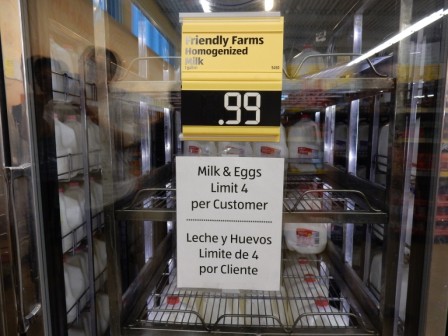 Friendly Farms
Homogenized
Milk
.99
Milk & Eggs
Limit 4
per Customer
Leche y Huevos
Limite de 4
por Cliente